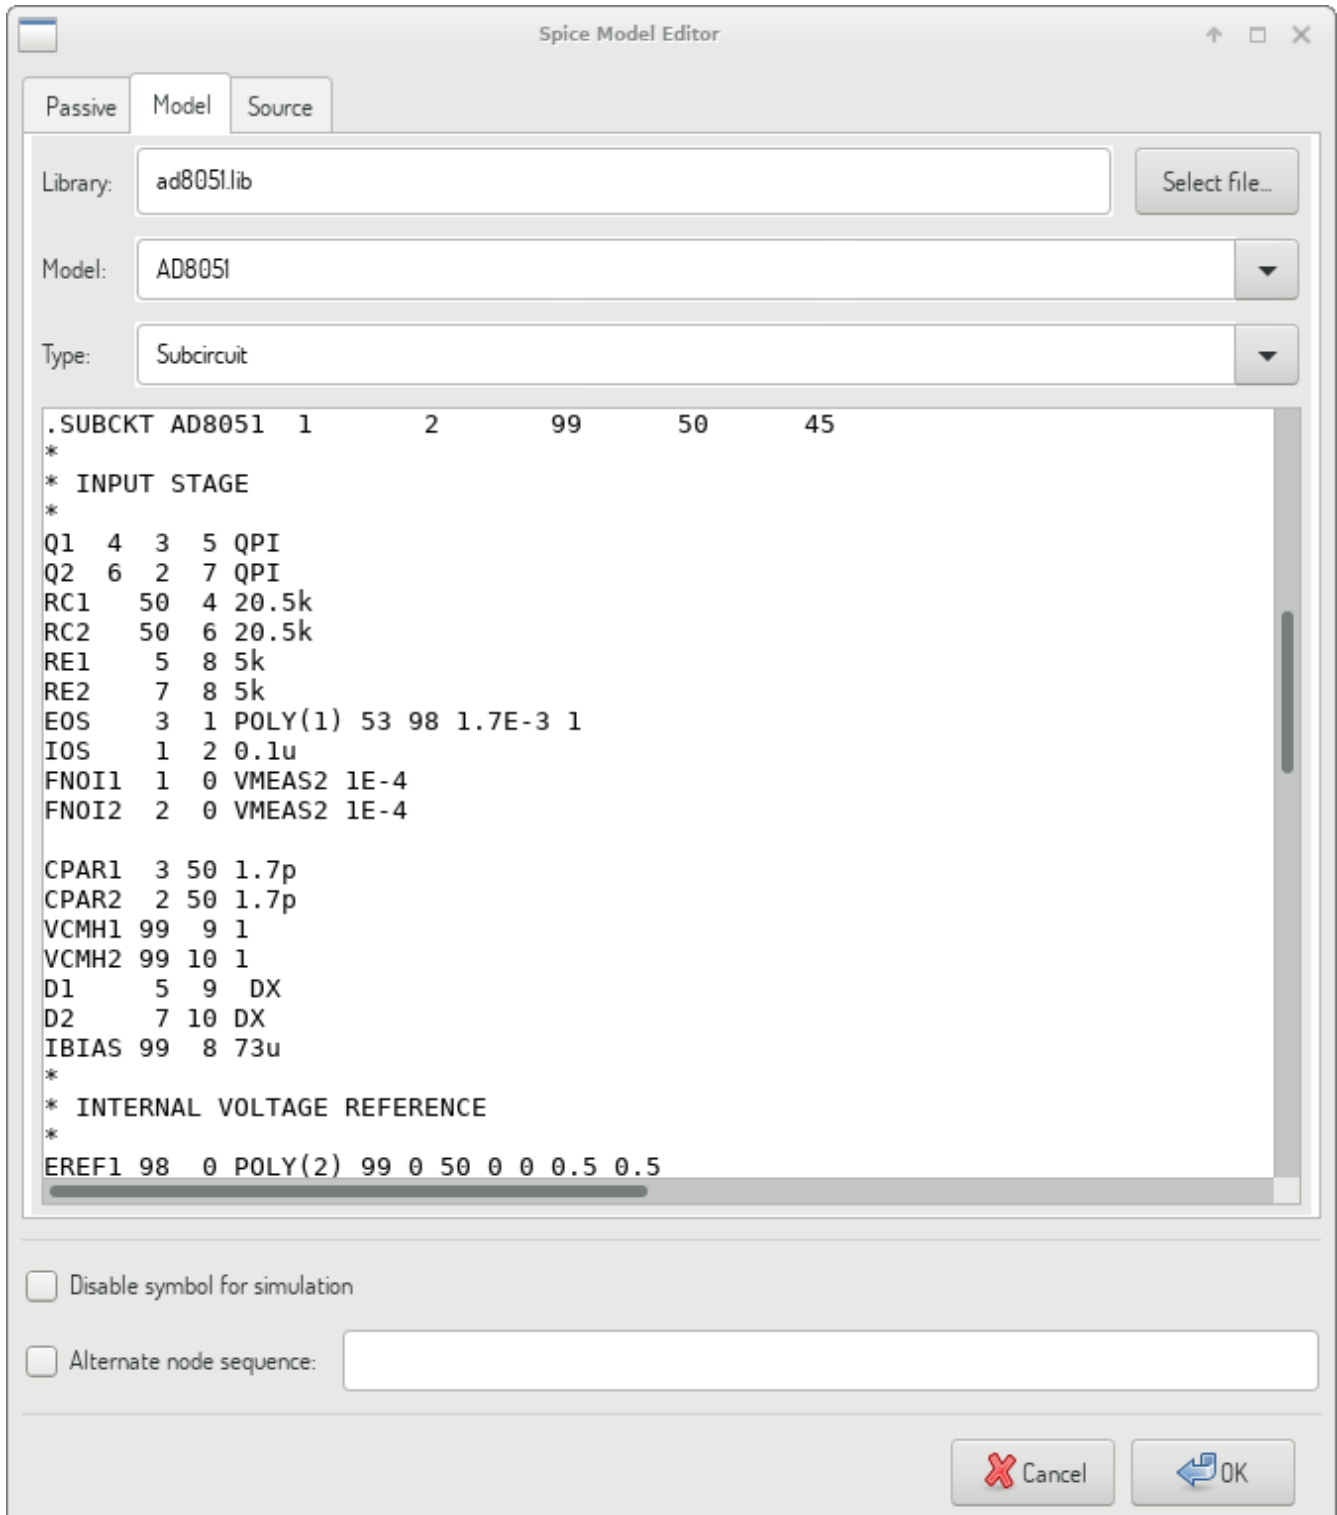 Spice Model Editor
Passive Model Source
Library: ad8051.lib Select file...
Model: AD8051
Type: Subcircuit
.SUBCKT AD8051  1       2       99      50      45
*
* INPUT STAGE
*
Q1  4  3  5 QPI
Q2  6  2  7 QPI
RC1   50  4 20.5k
RC2   50  6 20.5k
RE1    5  8 5k
RE2    7  8 5k
EOS    3  1 POLY(1) 53 98 1.7E-3 1
IOS    1  2 0.1u
FNOI1  1  0 VMEAS2 1E-4
FNOI2  2  0 VMEAS2 1E-4
CPAR1  3 50 1.7p
CPAR2  2 50 1.7p
VCMH1 99  9 1
VCMH2 99 10 1
D1     5  9  DX
D2     7 10 DX
IBIAS 99  8 73u
*
* INTERNAL VOLTAGE REFERENCE
*
EREF1 98  0 POLY(2) 99 0 50 0 0 0.5 0.5
Disable symbol for simulation
Alternate node sequence:
Cancel OK